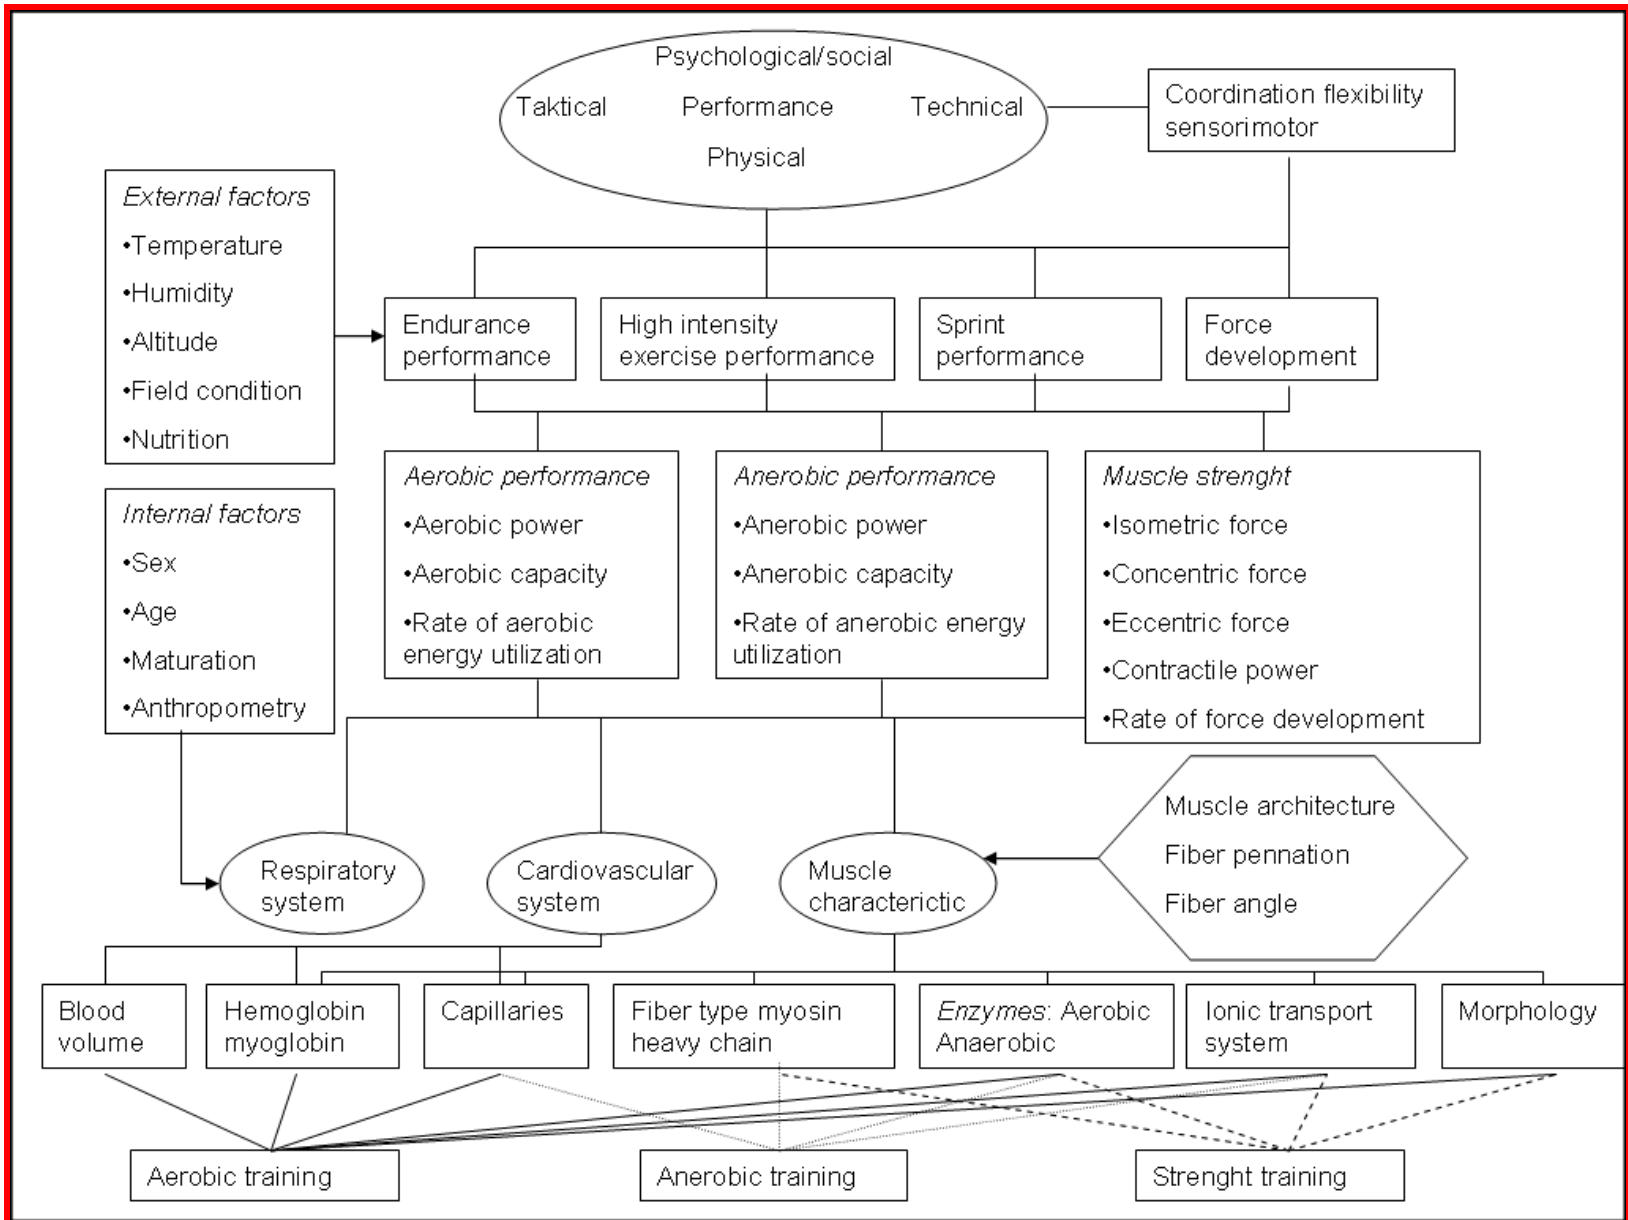 Psychological/social
Taktical Performance Technical
Physical
Coordination flexibility
sensorimotor
External factors
•Temperature
•Humidity
•Altitude
•Field condition
•Nutrition
Endurance
performance
High intensity
exercise performance
Sprint
performance
Force
development
Internal factors
•Sex
•Age
•Maturation
•Anthropometry
Aerobic performance
•Aerobic power
•Aerobic capacity
•Rate of aerobic
energy utilization
Anerobic performance
•Anerobic power
•Anerobic capacity
•Rate of anerobic energy
utilization
Muscle strenght
•Isometric force
•Concentric force
•Eccentric force
•Contractile power
•Rate of force development
Respiratory
system
Cardiovascular
system
Muscle
characterictic
Muscle architecture
Fiber pennation
Fiber angle
Blood
volume
Hemoglobin
myoglobin
Capillaries
Fiber type myosin
heavy chain
Enzymes: Aerobic
Anaerobic
Ionic transport
system
Morphology
Aerobic training
Anerobic training
Strenght training